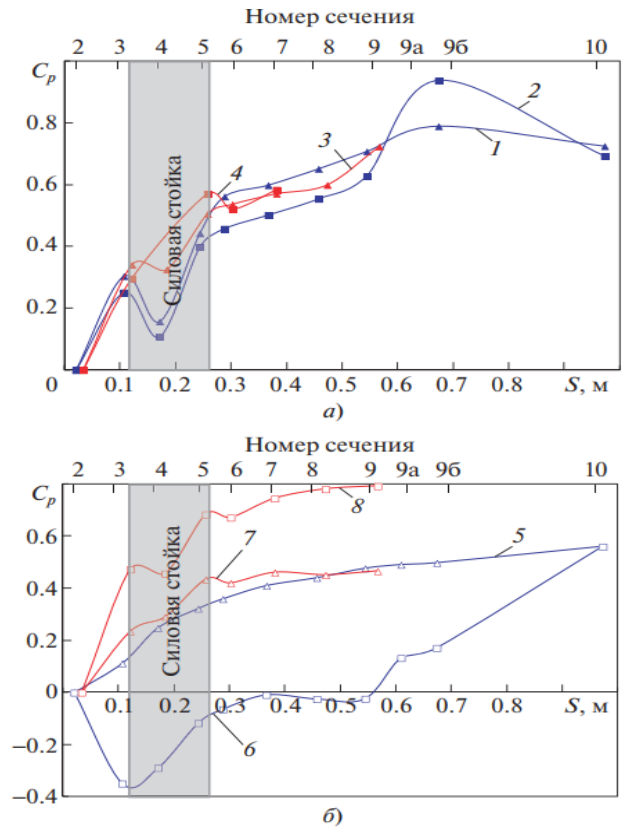 Номер сечения
2 3 4 5 6 7 8 9 9а 9б 10
Cp
0.8
0.6
0.4
0.2
0
Силовая стойка
4
3
2
1
0.1 0.2 0.3 0.4 0.5 0.6 0.7 0.8 S, м
а)
Номер сечения
2 3 4 5 6 7 8 9 9а 9б 10
Cp
0.6
0.4
0.2
0
−0.2
−0.4
Силовая стойка
8
7
5
6
0.1 0.2 0.3 0.4 0.5 0.6 0.7 0.8 S, м
б)